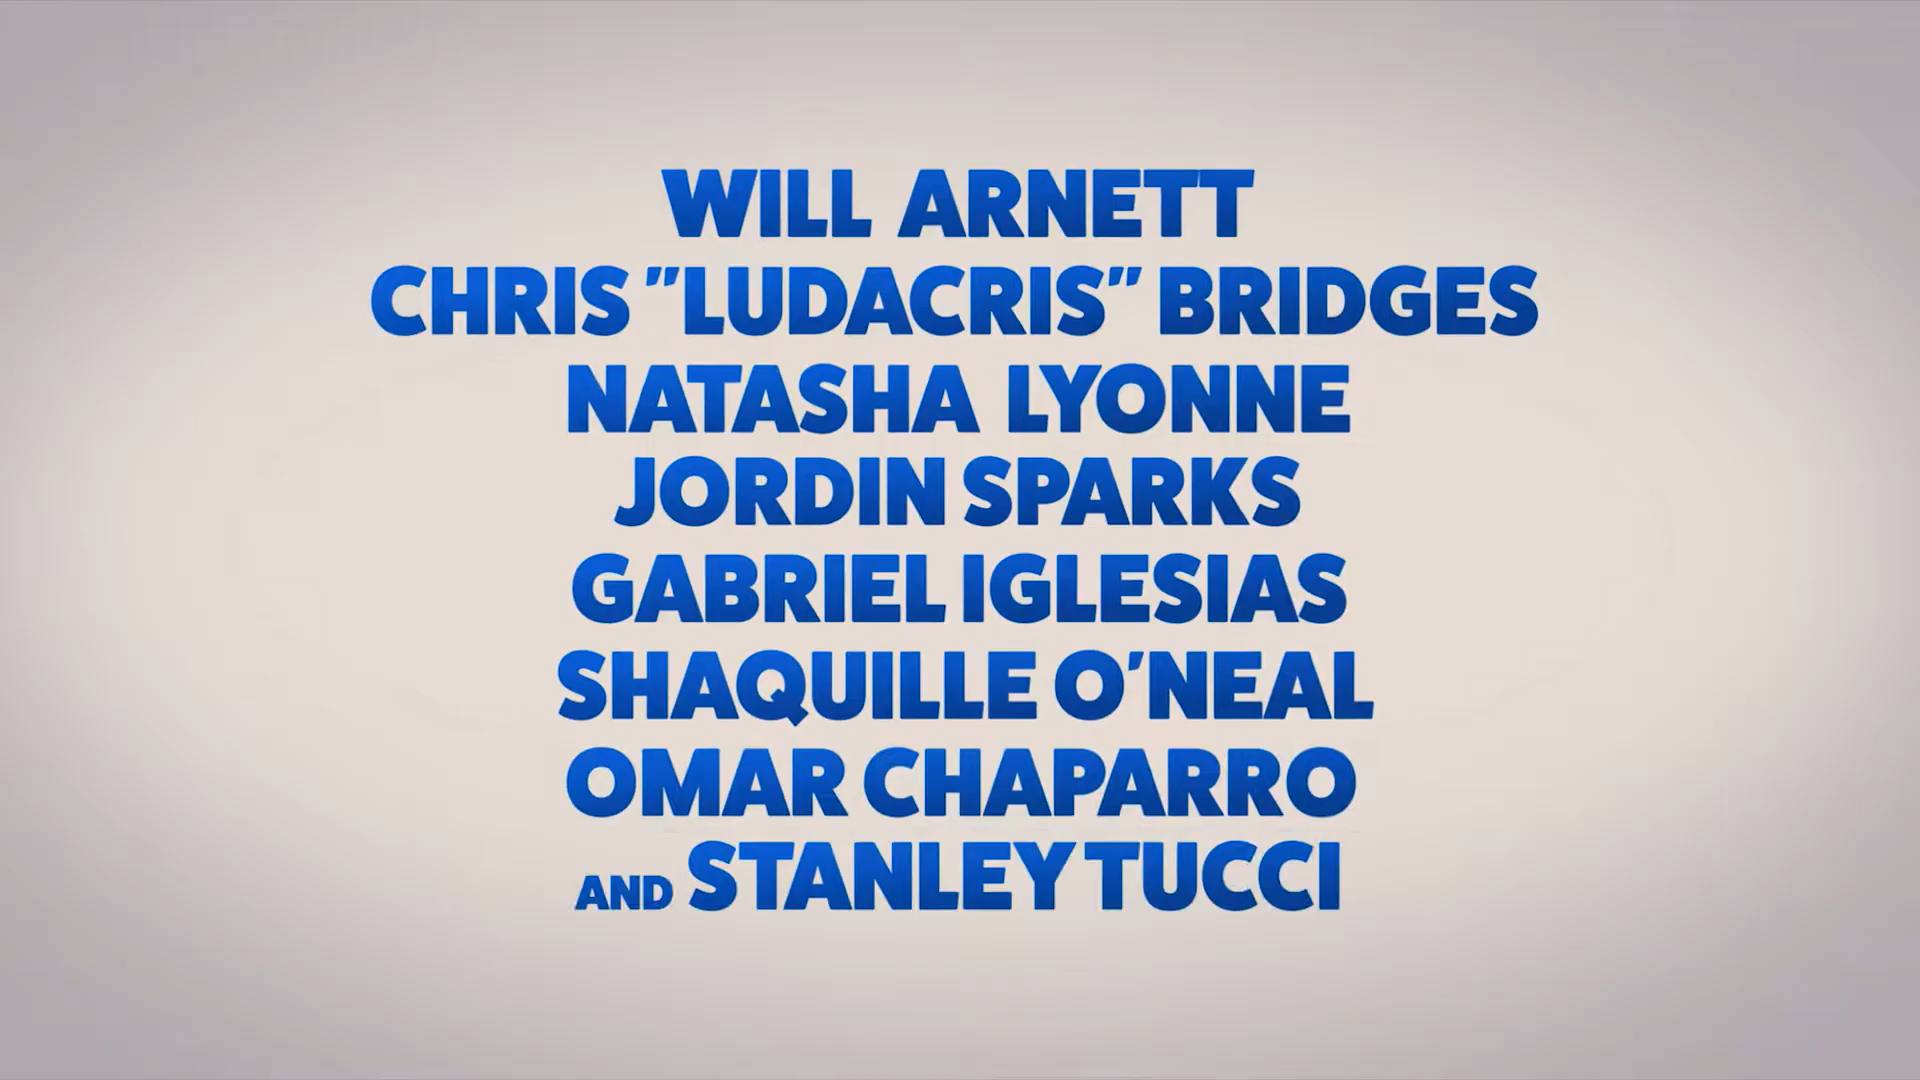 WILL ARNETT
CHRIS "LUDACRIS" BRIDGES
NATASHA LYONNE
JORDIN SPARKS
GABRIEL IGLESIAS
SHAQUILLE O'NEAL
OMAR CHAPARRO
AND STANLEY TUCCI